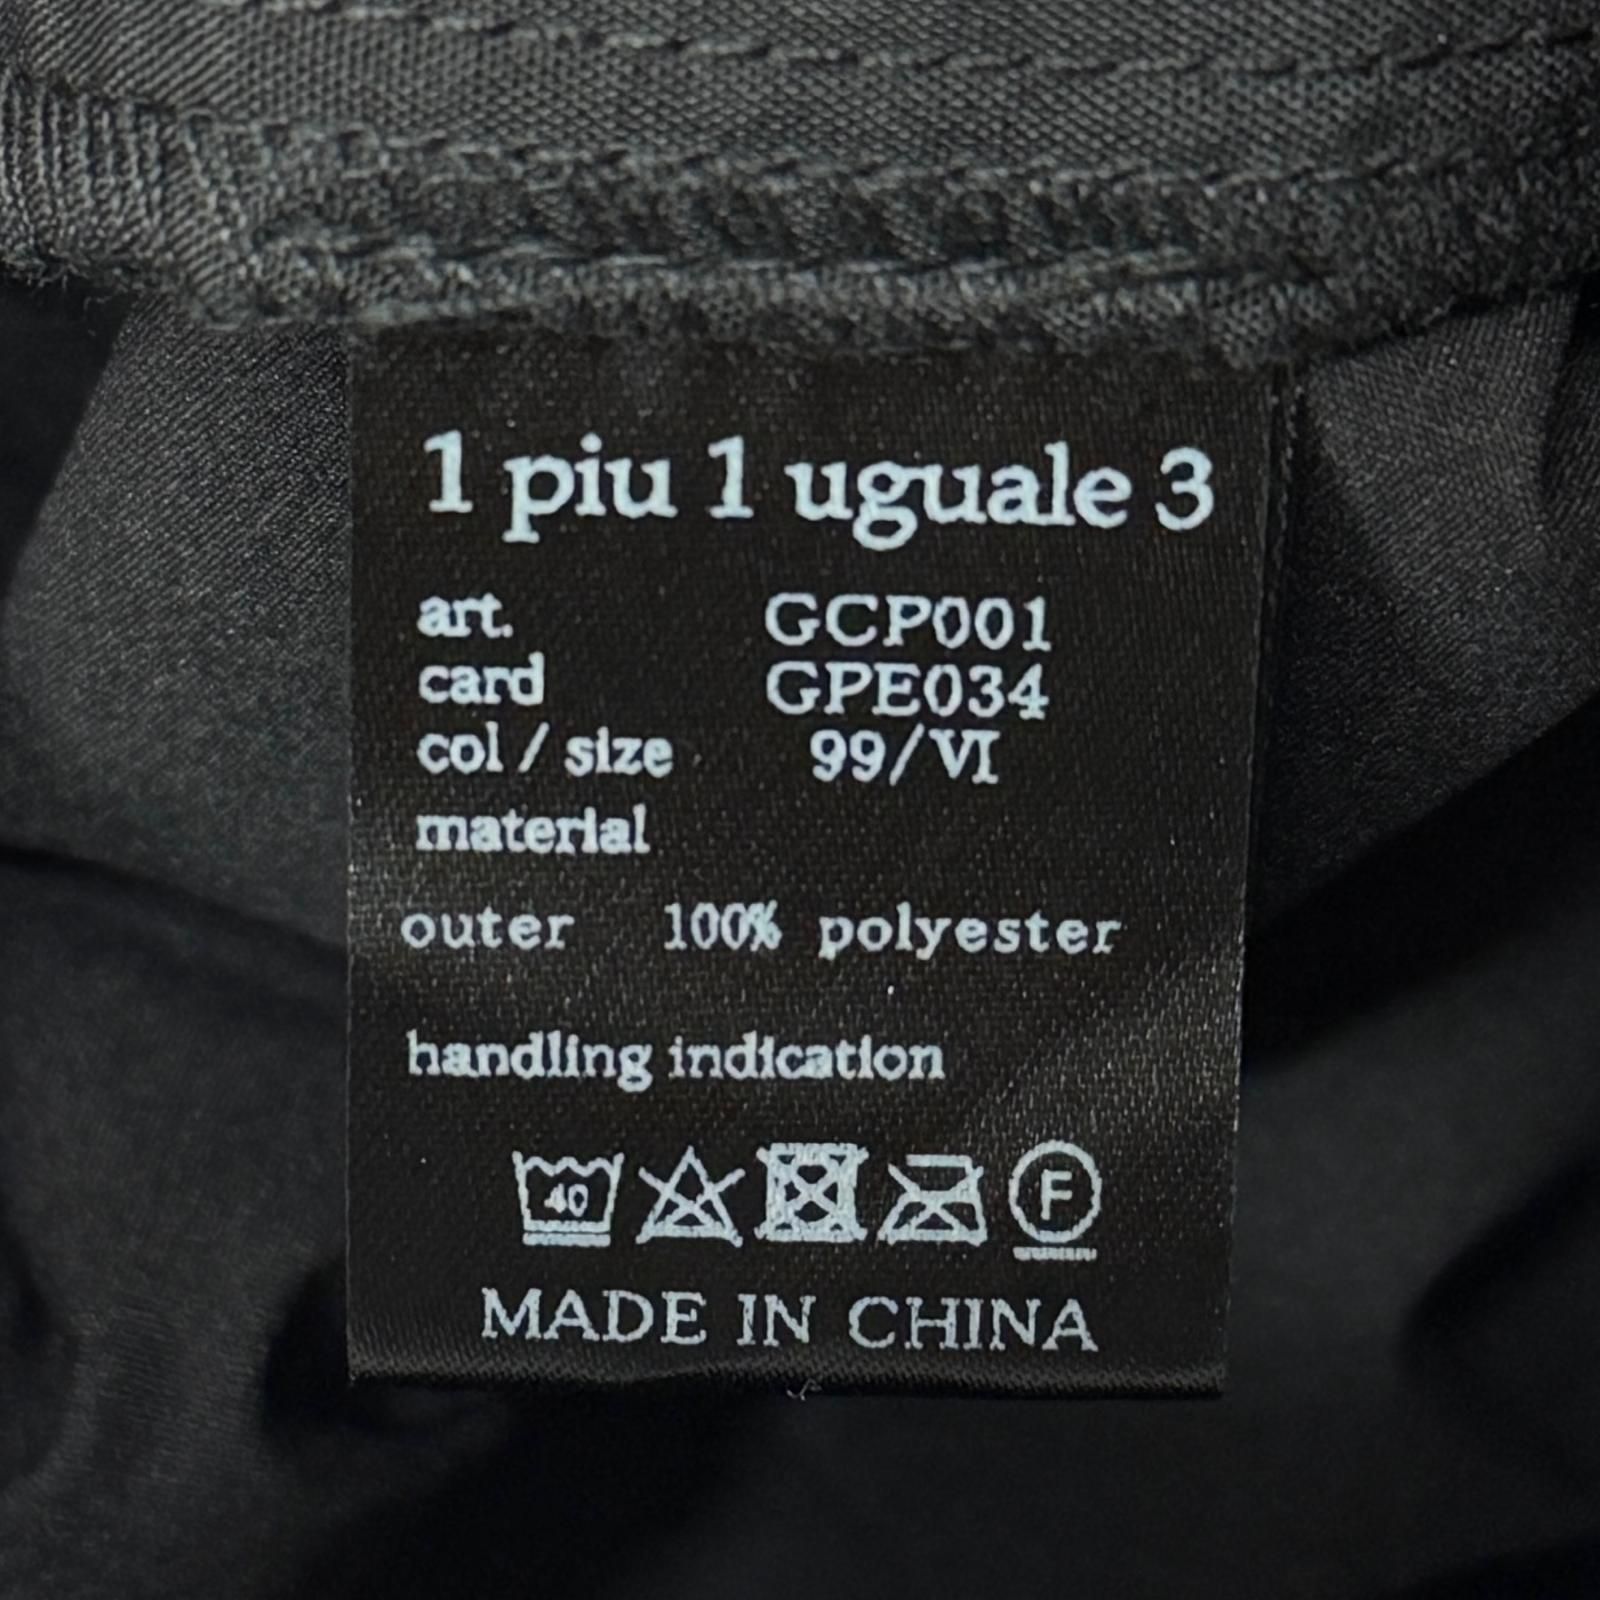 1 piu 1 uguale 3
art. GCP001
card GPE034
col / size 99/VI
material
outer 100% polyester
handling indication
40 F
MADE IN CHINA